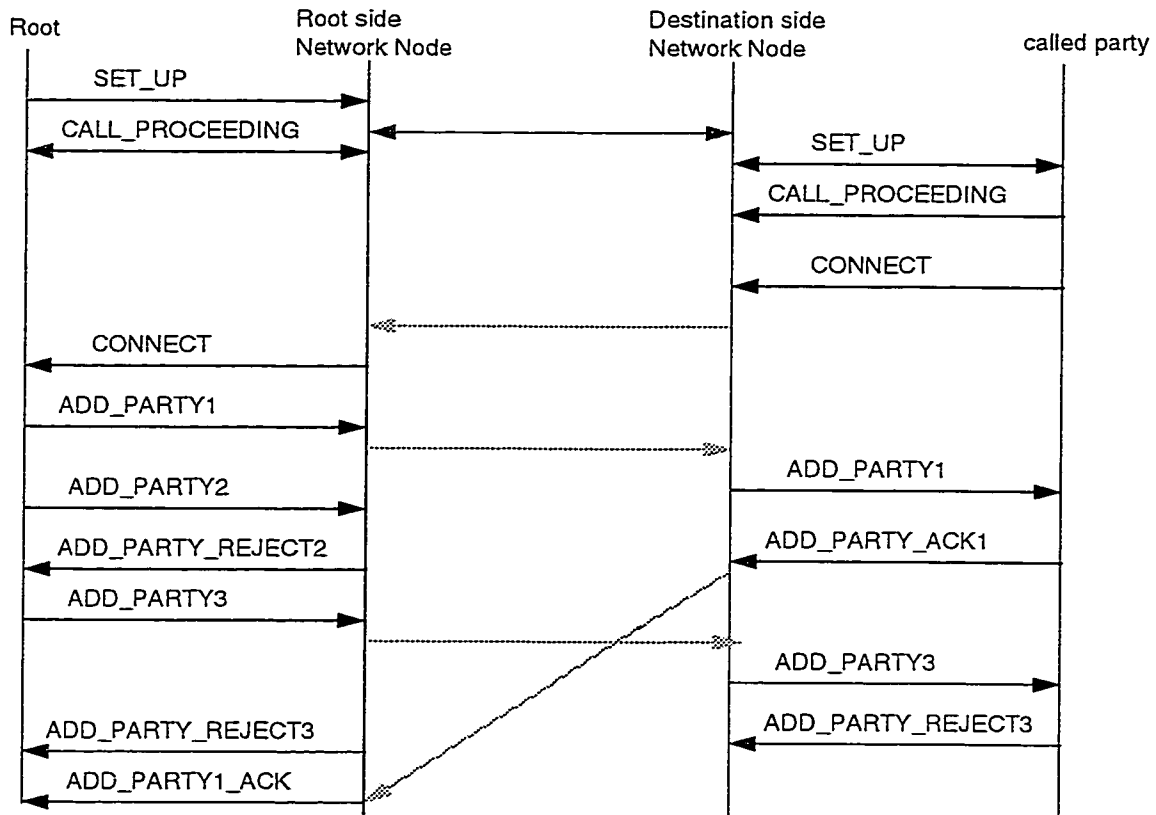 Root
Root side
Network Node
Destination side
Network Node
called party
SET_UP
CALL_PROCEEDING
SET_UP
CALL_PROCEEDING
CONNECT
CONNECT
ADD_PARTY1
ADD_PARTY1
ADD_PARTY2
ADD_PARTY_ACK1
ADD_PARTY_REJECT2
ADD_PARTY3
ADD_PARTY3
ADD_PARTY_REJECT3
ADD_PARTY_REJECT3
ADD_PARTY1_ACK